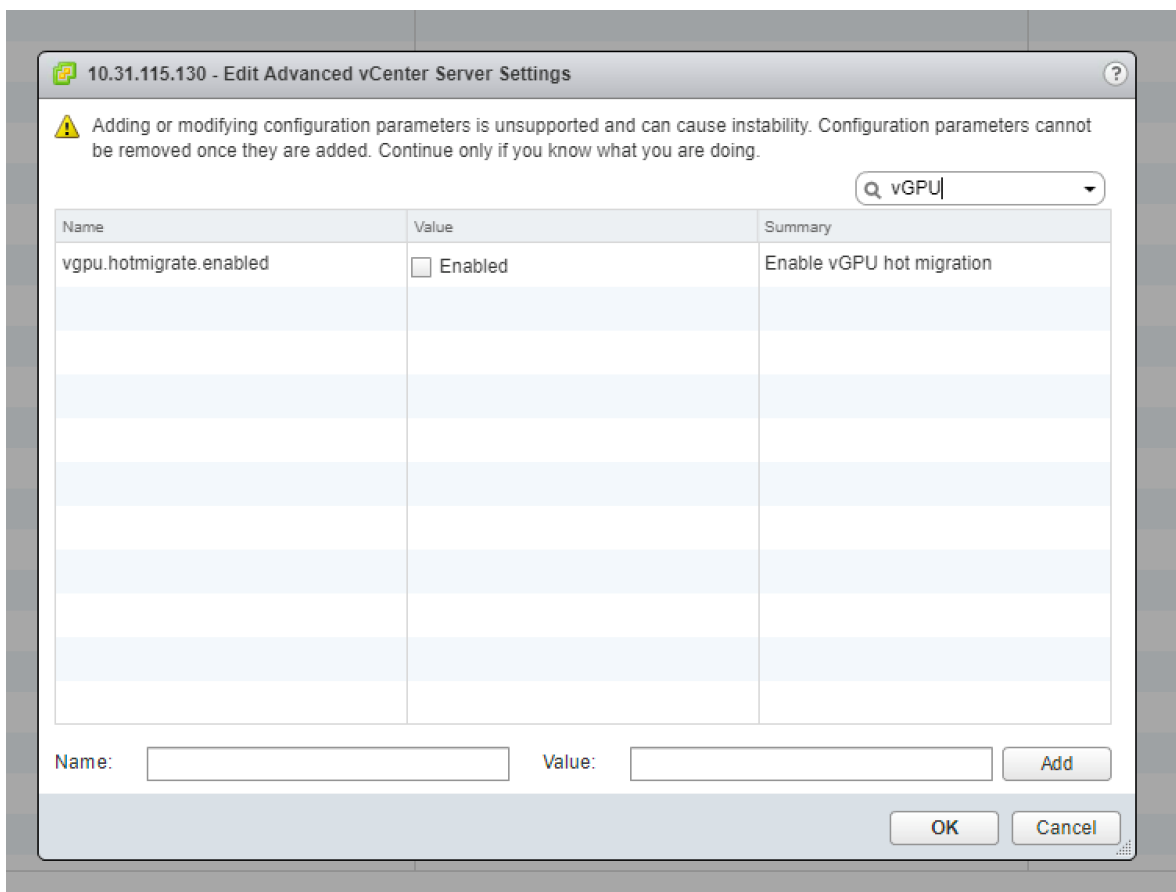 10.31.115.130 - Edit Advanced vCenter Server Settings
?
Adding or modifying configuration parameters is unsupported and can cause instability. Configuration parameters cannot
be removed once they are added. Continue only if you know what you are doing.
vGPU
Name Value Summary
vgpu.hotmigrate.enabled Enabled Enable vGPU hot migration
Name: Value: Add
OK Cancel